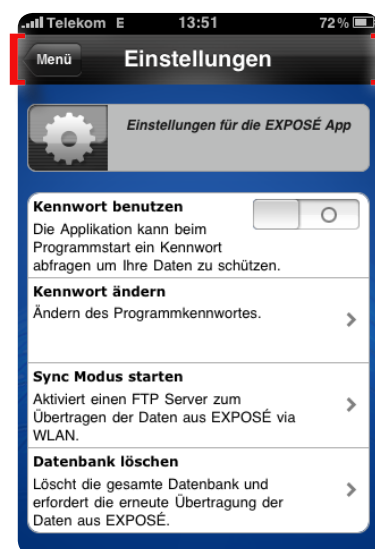 Telekom E 13:51 72%
Menü Einstellungen
Einstellungen für die EXPOSÉ App
Kennwort benutzen
Die Applikation kann beim
Programmstart ein Kennwort
abfragen um Ihre Daten zu schützen.
Kennwort ändern
Ändern des Programmkennwortes.
Sync Modus starten
Aktiviert einen FTP Server zum
Übertragen der Daten aus EXPOSÉ via
WLAN.
Datenbank löschen
Löscht die gesamte Datenbank und
erfordert die erneute Übertragung der
Daten aus EXPOSÉ.